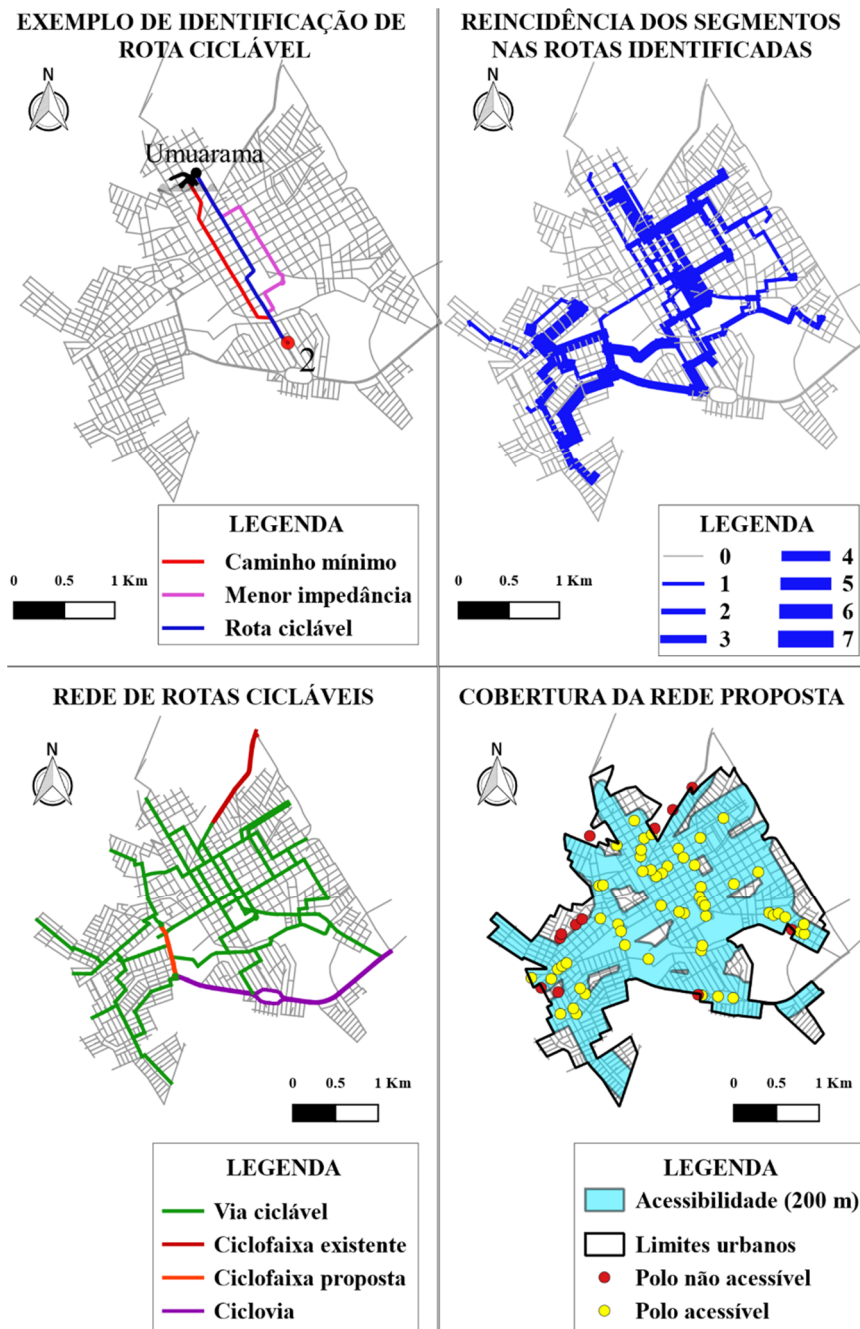 EXEMPLO DE IDENTIFICAÇÃO DE
ROTA CICLÁVEL
N
Umuarama
2
LEGENDA
Caminho mínimo
Menor impedância
Rota ciclável
0 0.5 1 Km
REINCIDÊNCIA DOS SEGMENTOS
NAS ROTAS IDENTIFICADAS
N
LEGENDA
0 4
1 5
2 6
3 7
0 0.5 1 Km
REDE DE ROTAS CICLÁVEIS
N
0 0.5 1 Km
LEGENDA
Via ciclável
Ciclofaixa existente
Ciclofaixa proposta
Ciclovia
COBERTURA DA REDE PROPOSTA
N
0 0.5 1 Km
LEGENDA
Acessibilidade (200 m)
Limites urbanos
Polo não acessível
Polo acessível